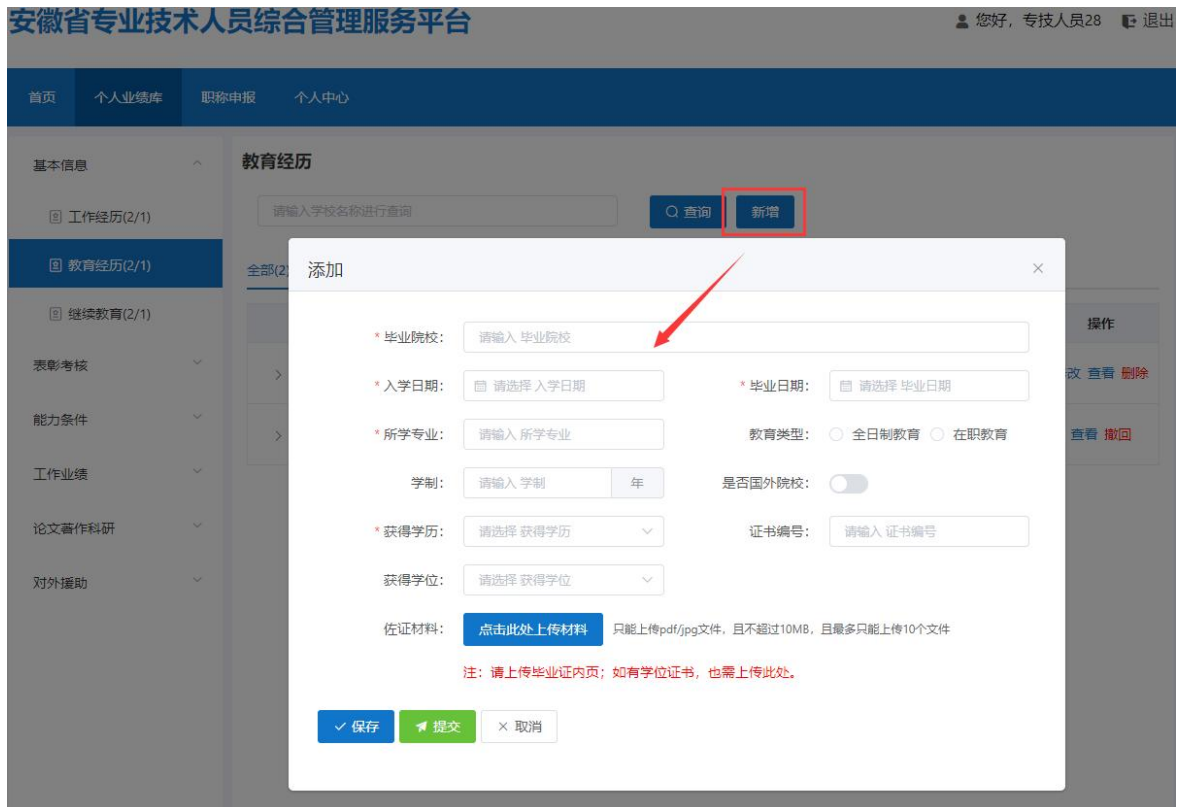 安徽省专业技术人员综合管理服务平台
您好，专技人员28 退出
首页 个人业绩库 职称申报 个人中心
基本信息
工作经历(2/1)
教育经历(2/1)
继续教育(2/1)
表彰考核
能力条件
工作业绩
论文著作科研
对外援助
教育经历
请输入学校名称进行查询 查询 新增
全部(2)
操作
改 查看 删除
查看 撤回
添加
* 毕业院校： 请输入 毕业院校
* 入学日期： 请选择 入学日期 * 毕业日期： 请选择 毕业日期
* 所学专业： 请输入 所学专业 教育类型： 全日制教育 在职教育
学制： 请输入 学制 年 是否国外院校：
* 获得学历： 请选择 获得学历 证书编号： 请输入 证书编号
获得学位： 请选择 获得学位
佐证材料： 点击此处上传材料 只能上传pdf/jpg文件，且不超过10MB，且最多只能上传10个文件
注：请上传毕业证内页；如有学位证书，也需上传此处。
保存 提交 取消